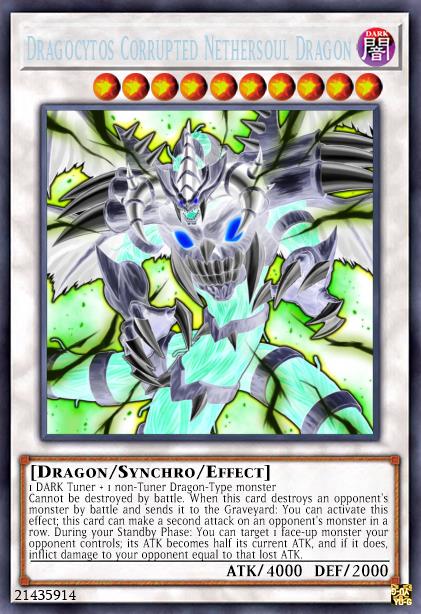 Dragocytos Corrupted Nethersoul Dragon
DARK
闇
[Dragon/Synchro/Effect]
1 DARK Tuner + 1 non-Tuner Dragon-Type monster
Cannot be destroyed by battle. When this card destroys an opponent's
monster by battle and sends it to the Graveyard: You can activate this
effect; this card can make a second attack on an opponent's monster in a
row. During your Standby Phase: You can target 1 face-up monster your
opponent controls; its ATK becomes half its current ATK, and if it does,
inflict damage to your opponent equal to that lost ATK.
ATK/4000 DEF/2000
21435914